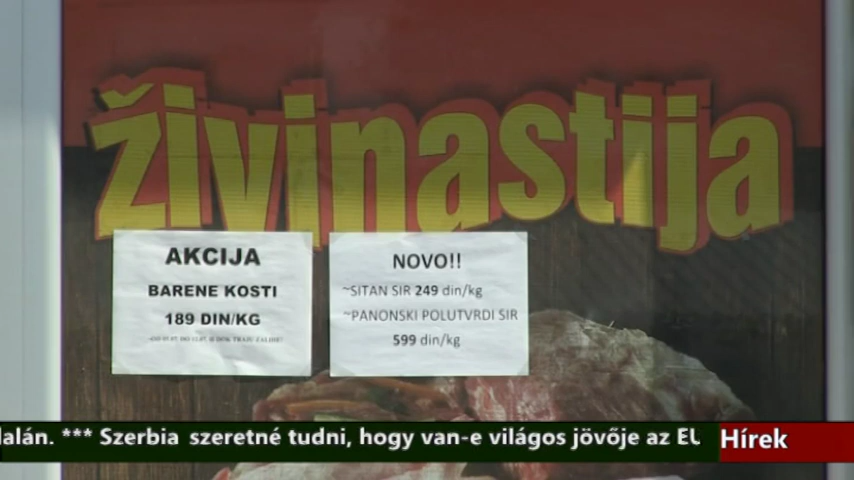 živinastija
AKCIJA
BARENE KOSTI
189 DIN/KG
NOVO!!
~SITAN SIR 249 din/kg
~PANONSKI POLUTVRDI SIR
599 din/kg
lalán. *** Szerbia szeretné tudni, hogy van-e világos jövője az EU
Hírek